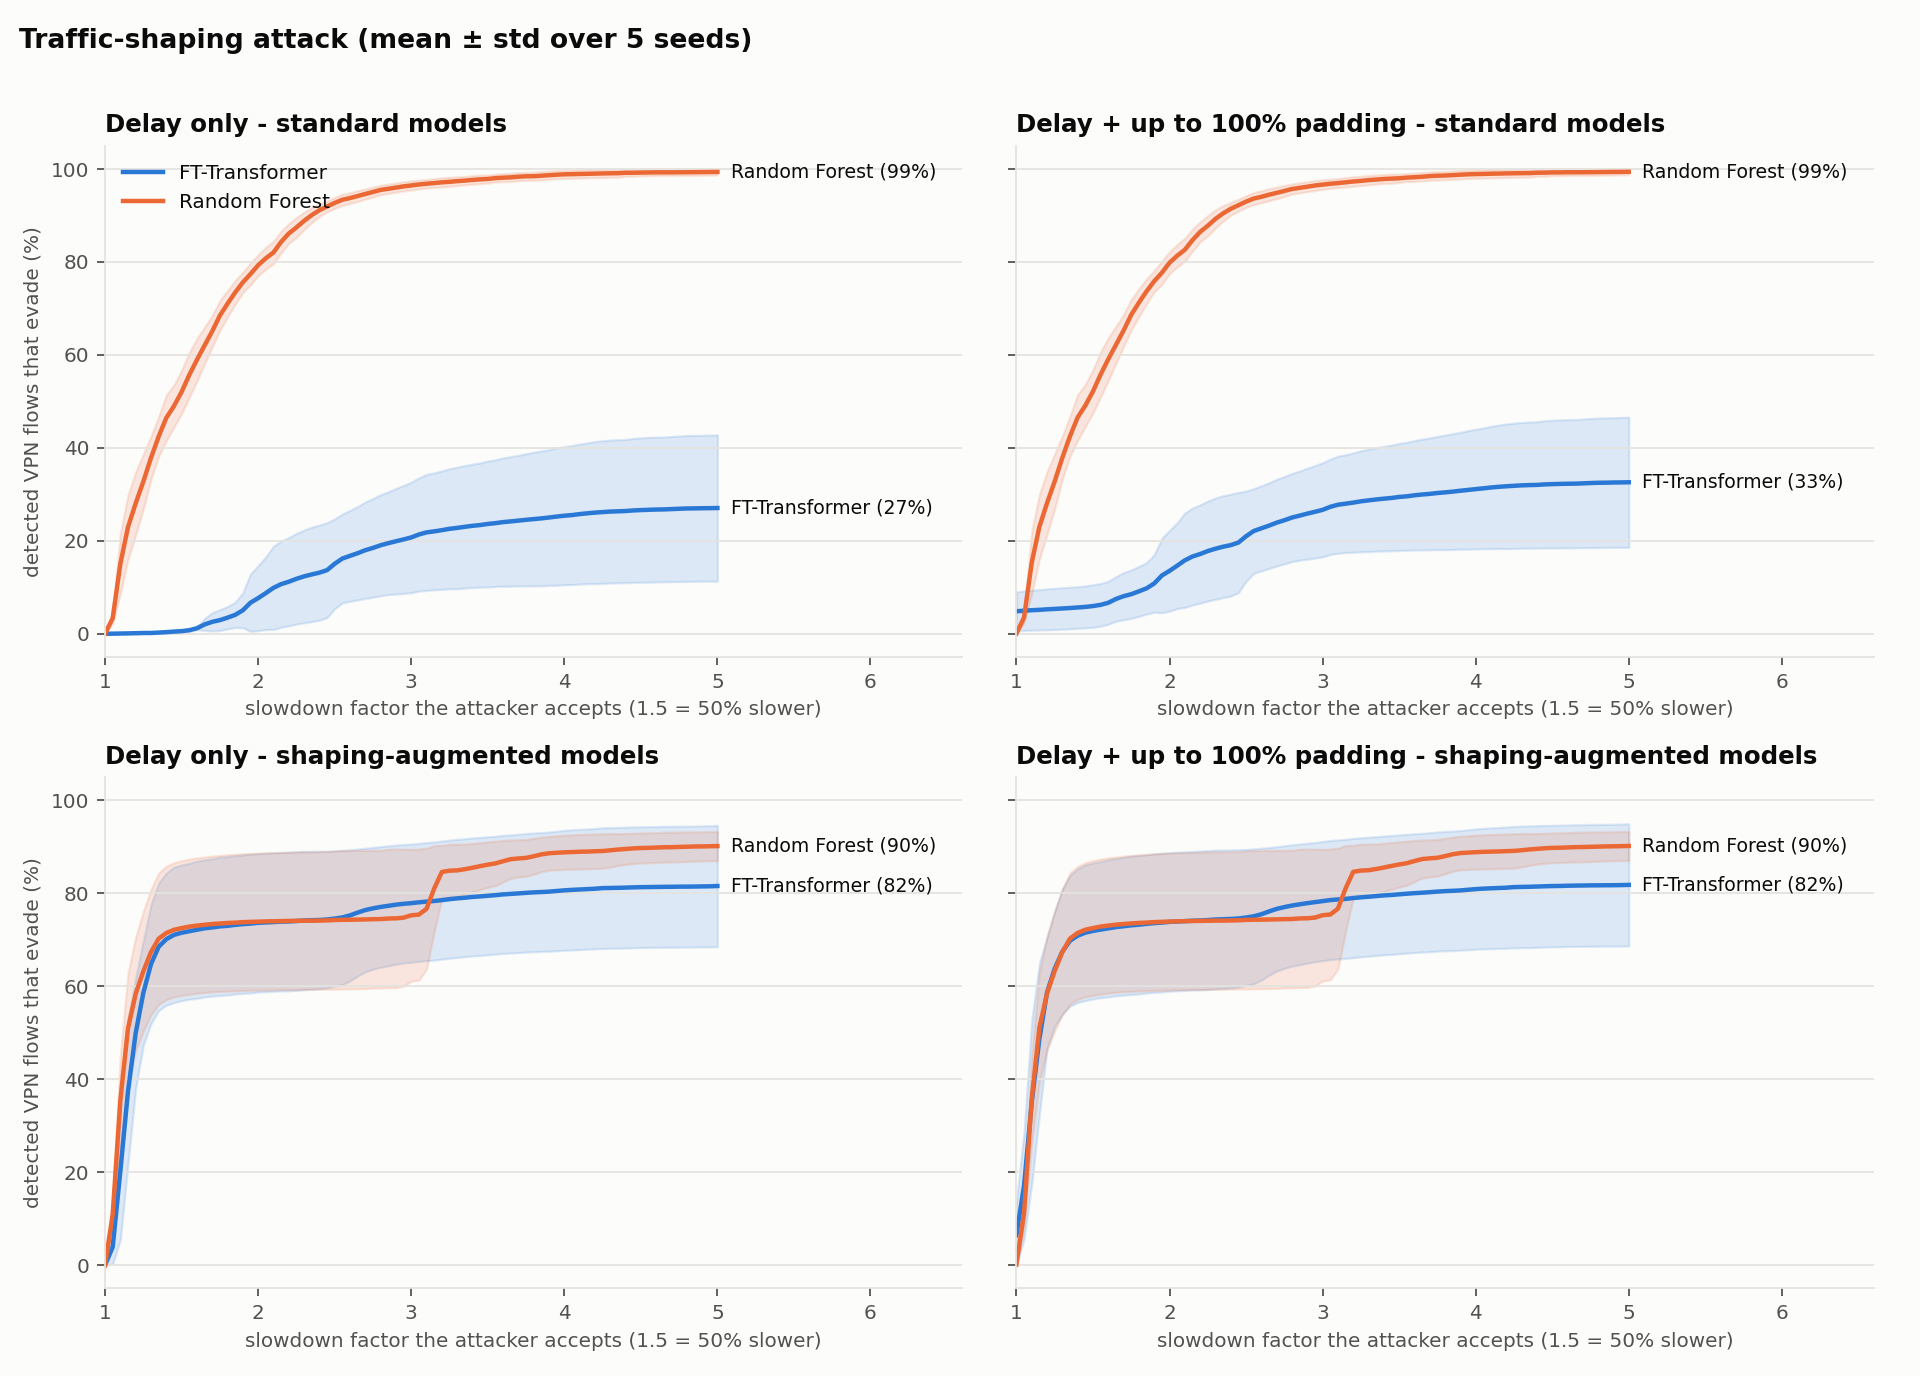 Traffic-shaping attack (mean ± std over 5 seeds)
Delay only - standard models
100
80
60
40
20
0
detected VPN flows that evade (%)
FT-Transformer
Random Forest
Random Forest (99%)
FT-Transformer (27%)
1 2 3 4 5 6
slowdown factor the attacker accepts (1.5 = 50% slower)
Delay + up to 100% padding - standard models
Random Forest (99%)
FT-Transformer (33%)
1 2 3 4 5 6
slowdown factor the attacker accepts (1.5 = 50% slower)
Delay only - shaping-augmented models
100
80
60
40
20
0
detected VPN flows that evade (%)
Random Forest (90%)
FT-Transformer (82%)
1 2 3 4 5 6
slowdown factor the attacker accepts (1.5 = 50% slower)
Delay + up to 100% padding - shaping-augmented models
Random Forest (90%)
FT-Transformer (82%)
1 2 3 4 5 6
slowdown factor the attacker accepts (1.5 = 50% slower)